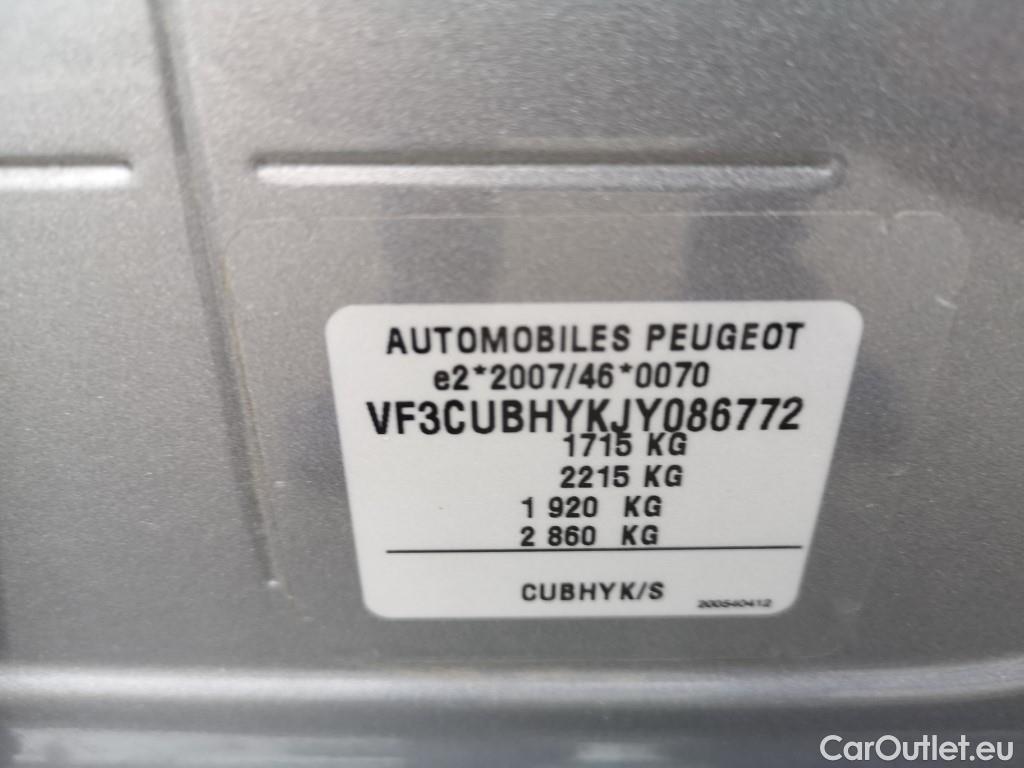 AUTOMOBILES PEUGEOT
e2*2007/46*0070
VF3CUBHYKJY086772
1715 KG
2215 KG
1 920 KG
2 860 KG
CUBHYK/S
200540412
CarOutlet.eu